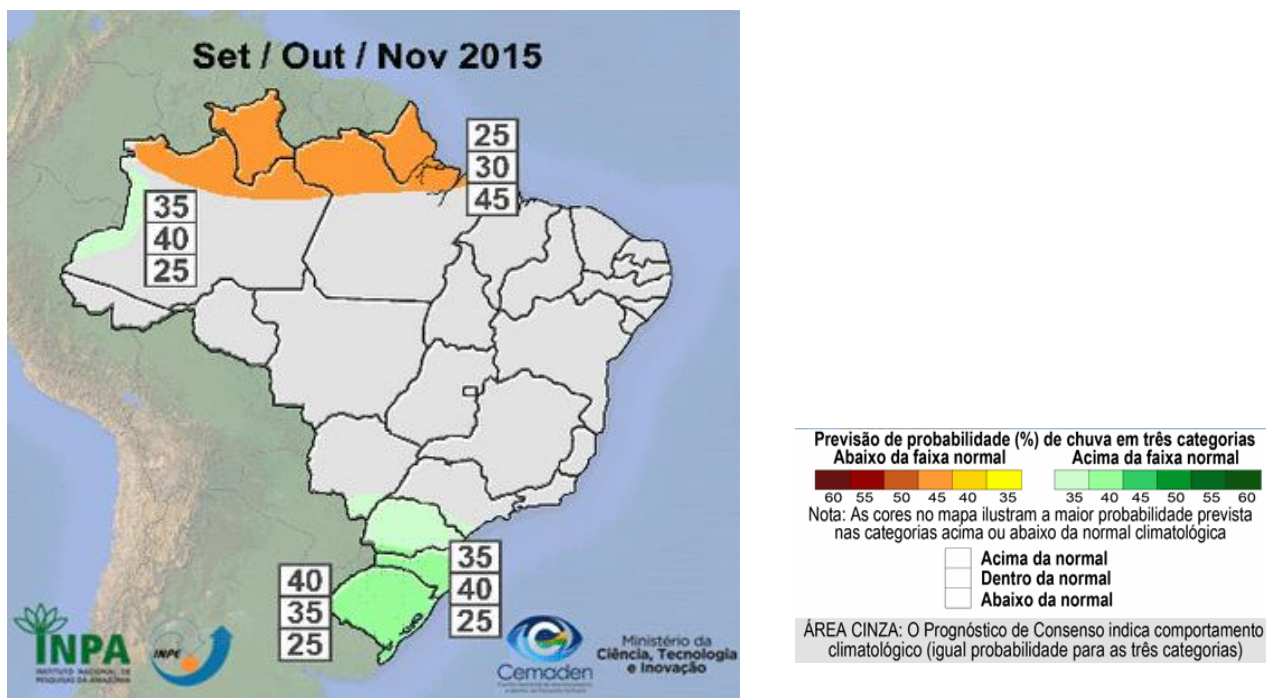 Set / Out / Nov 2015
25
30
45
35
40
25
40
35
25
35
40
25
INPA
INSTITUTO NACIONAL DE
PESQUISAS DA AMAZÔNIA
INPE
Cemaden
Ministério da
Ciência, Tecnologia
e Inovação
Previsão de probabilidade (%) de chuva em três categorias
Abaixo da faixa normal Acima da faixa normal
60 55 50 45 40 35 35 40 45 50 55 60
Nota: As cores no mapa ilustram a maior probabilidade prevista
nas categorias acima ou abaixo da normal climatológica
Acima da normal
Dentro da normal
Abaixo da normal
ÁREA CINZA: O Prognóstico de Consenso indica comportamento
climatológico (igual probabilidade para as três categorias)